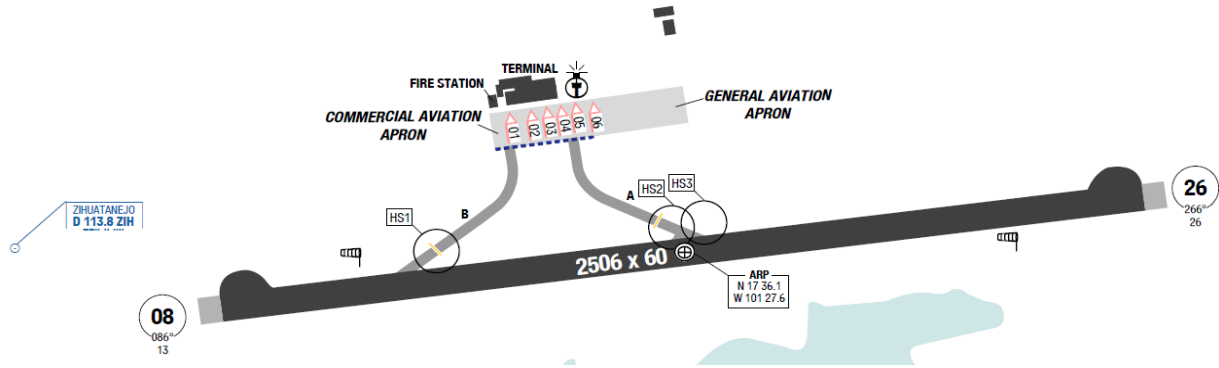 TERMINAL
FIRE STATION
COMMERCIAL AVIATION
APRON
GENERAL AVIATION
APRON
01
02
03
04
05
06
HS1
B
A
HS2
HS3
ZIHUATANEJO
D 113.8 ZIH
26
266°
26
2506 x 60
ARP
N 17 36.1
W 101 27.6
08
086°
13